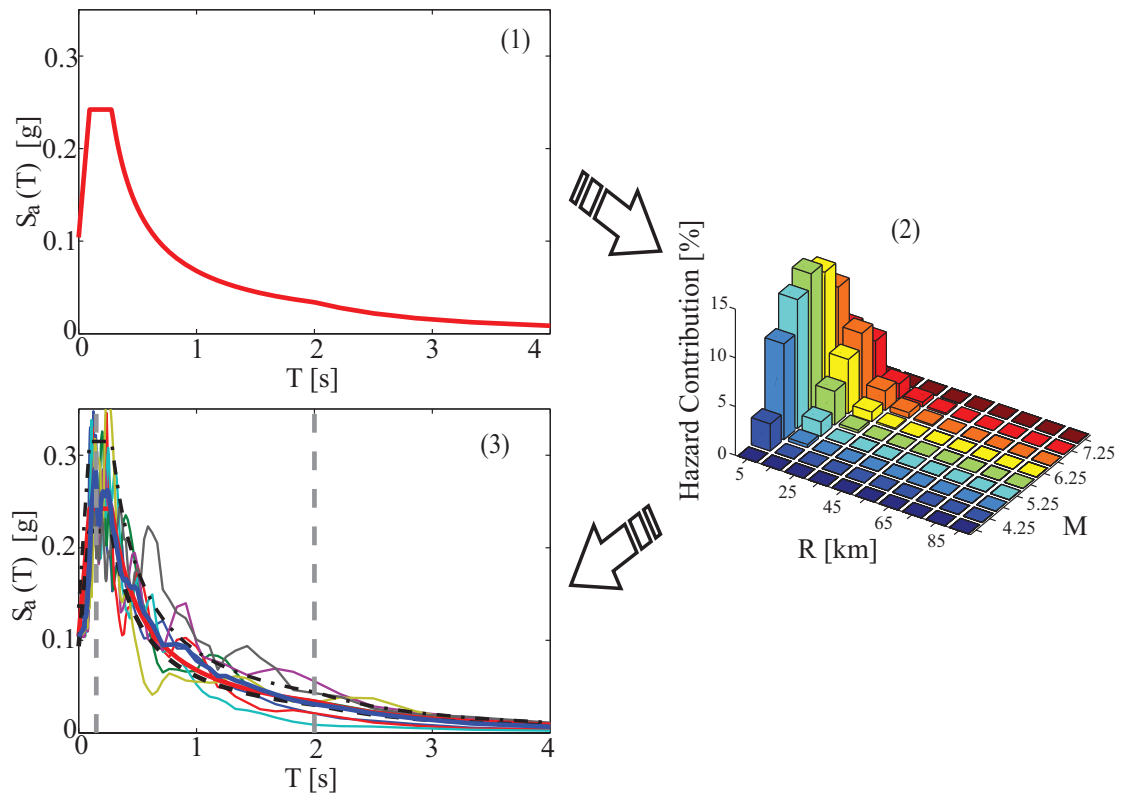 (1)
0.3
0.2
0.1
0
Sa (T) [g]
0 1 2 3 4
T [s]
(2)
Hazard Contribution [%]
15
10
5
0
5 25 45 65 85
R [km]
4.25 5.25 6.25 7.25
M
(3)
0.3
0.2
0.1
0
Sa (T) [g]
0 1 2 3 4
T [s]